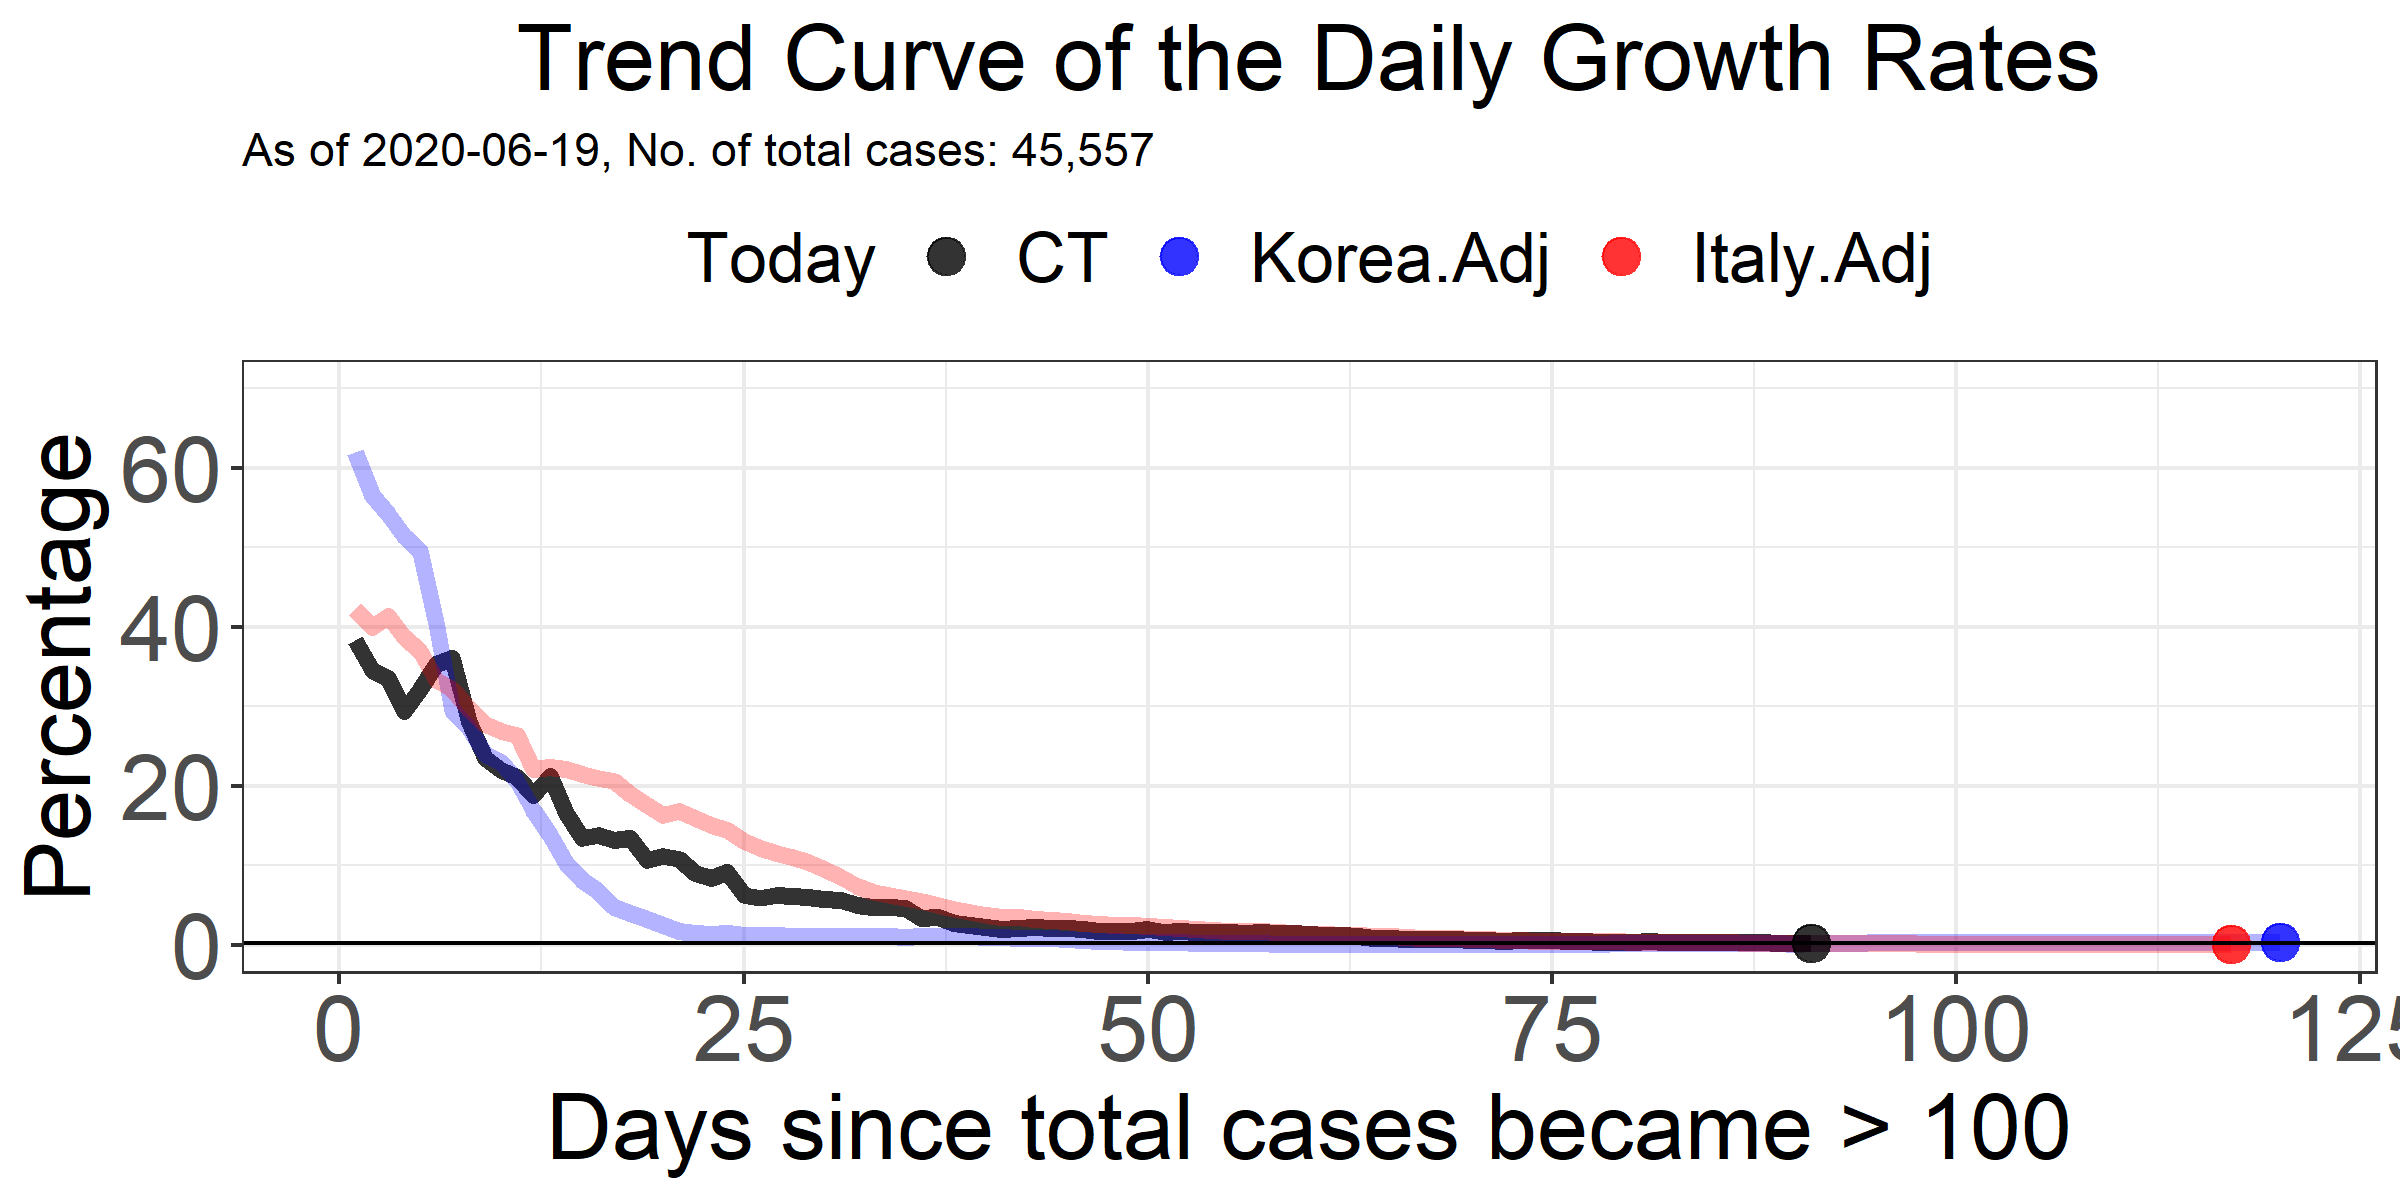 Trend Curve of the Daily Growth Rates
As of 2020-06-19, No. of total cases: 45,557
Today CT Korea.Adj Italy.Adj
Percentage
60
40
20
0
0 25 50 75 100 125
Days since total cases became > 100